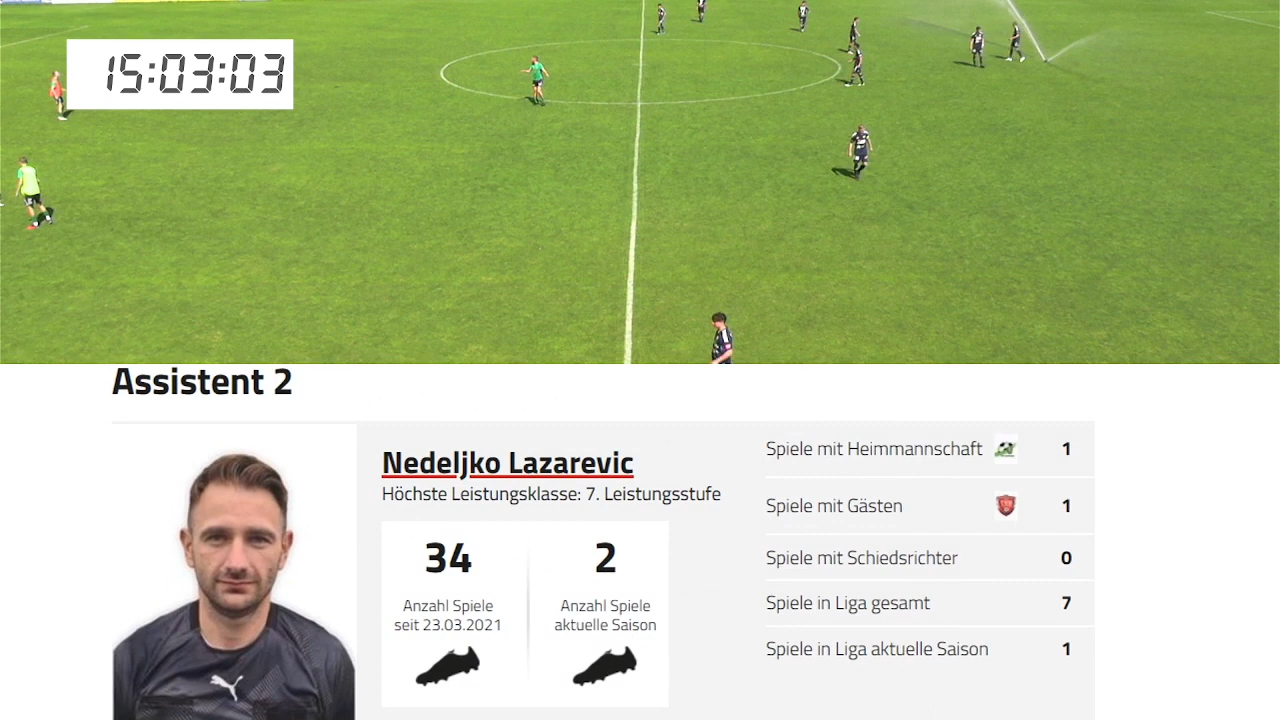 15:03:03
Assistent 2
Nedeljko Lazarevic
Höchste Leistungsklasse: 7. Leistungsstufe
34
Anzahl Spiele
seit 23.03.2021
2
Anzahl Spiele
aktuelle Saison
Spiele mit Heimmannschaft 1
Spiele mit Gästen 1
Spiele mit Schiedsrichter 0
Spiele in Liga gesamt 7
Spiele in Liga aktuelle Saison 1